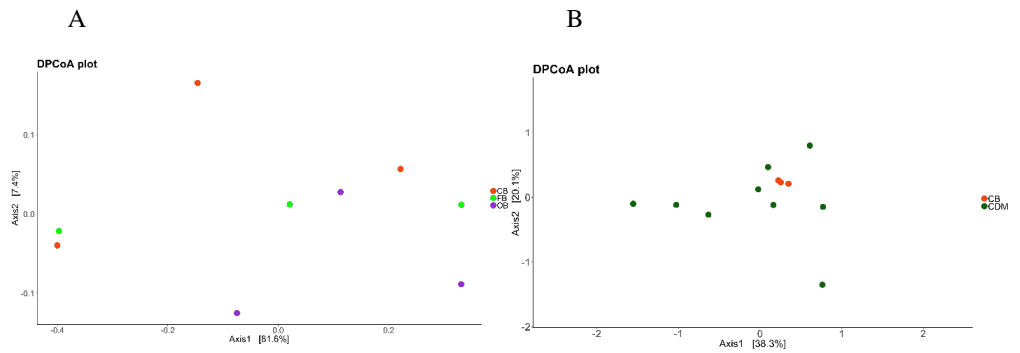 A
B
DPCoA plot
DPCoA plot
Axis2 [7.4%]
0.1
0.0
-0.1
-0.4
-0.2
0.0
0.2
Axis1 [81.6%]
CB
FB
OB
Axis2 [20.1%]
1
0
-1
-2
-2
-1
0
1
2
Axis1 [38.3%]
CB
CDM